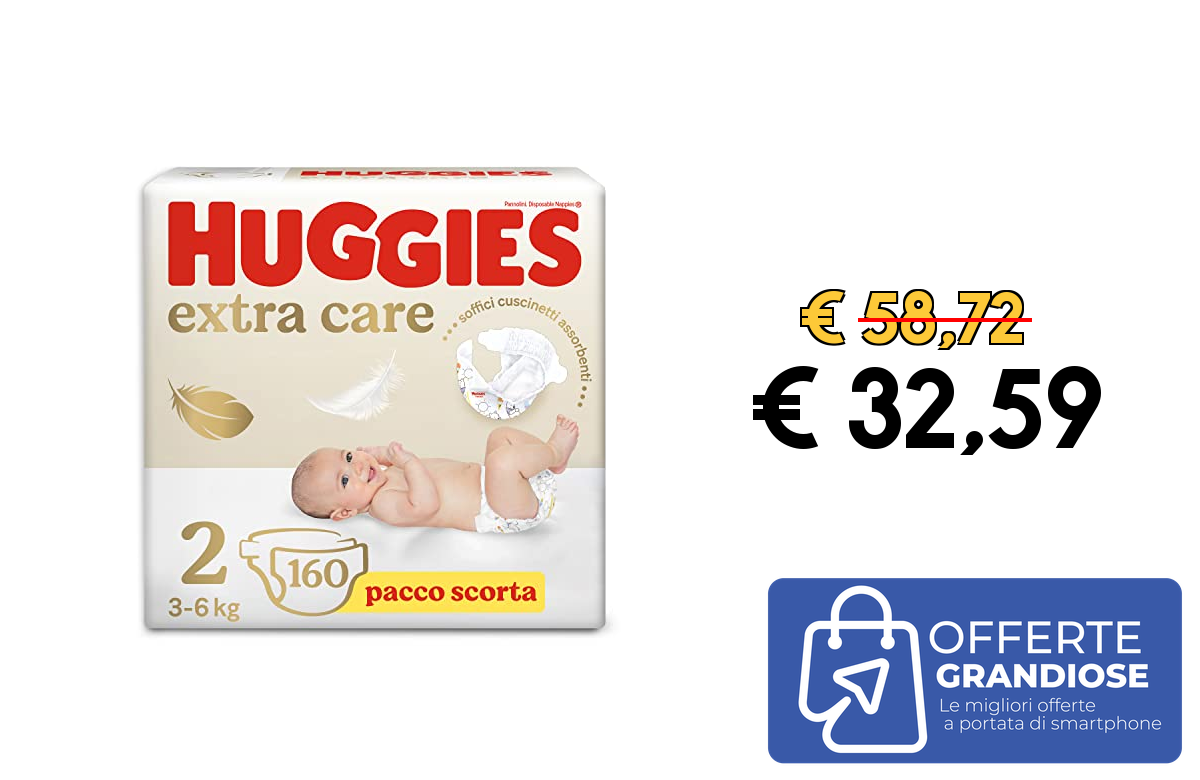 HUGGIES
Pannolini. Disposable Nappies
HUGGIES
extra care
soffici cuscinetti assorbenti
€ 58,72
€ 32,59
2
160
3-6 kg
pacco scorta
OFFERTE
GRANDIOSE
Le migliori offerte
a portata di smartphone